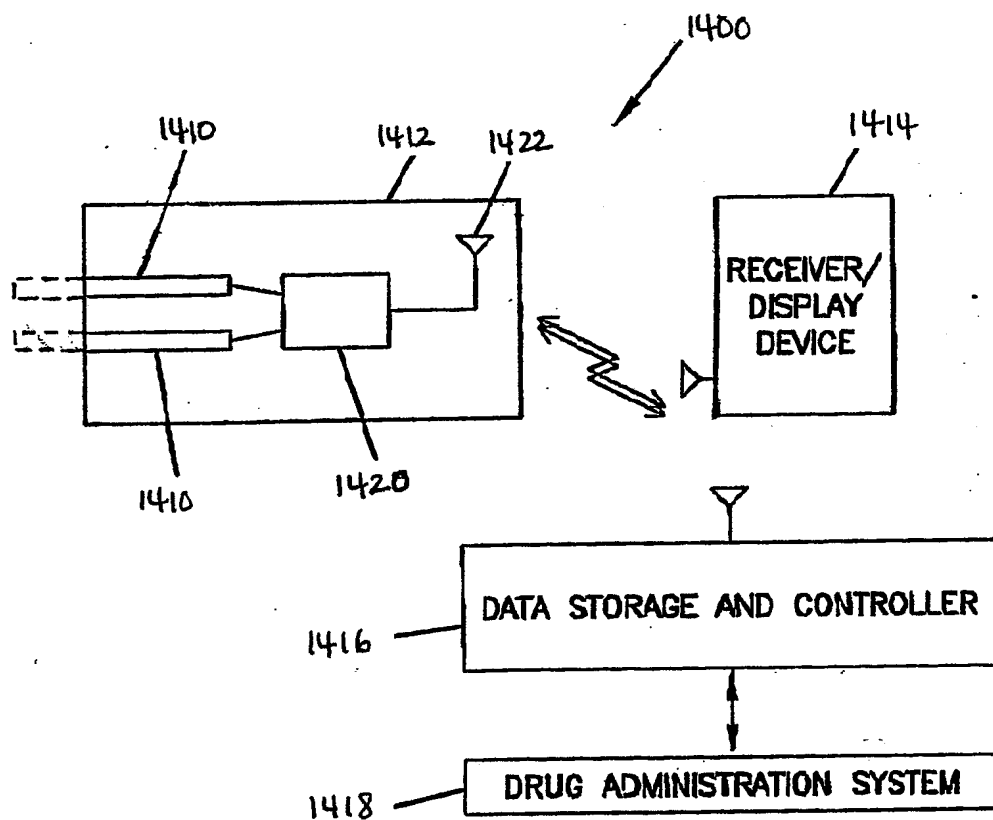 1400
1410
1412
1422
1414
RECEIVER/
DISPLAY
DEVICE
1410
1420
DATA STORAGE AND CONTROLLER
1416
DRUG ADMINISTRATION SYSTEM
1418